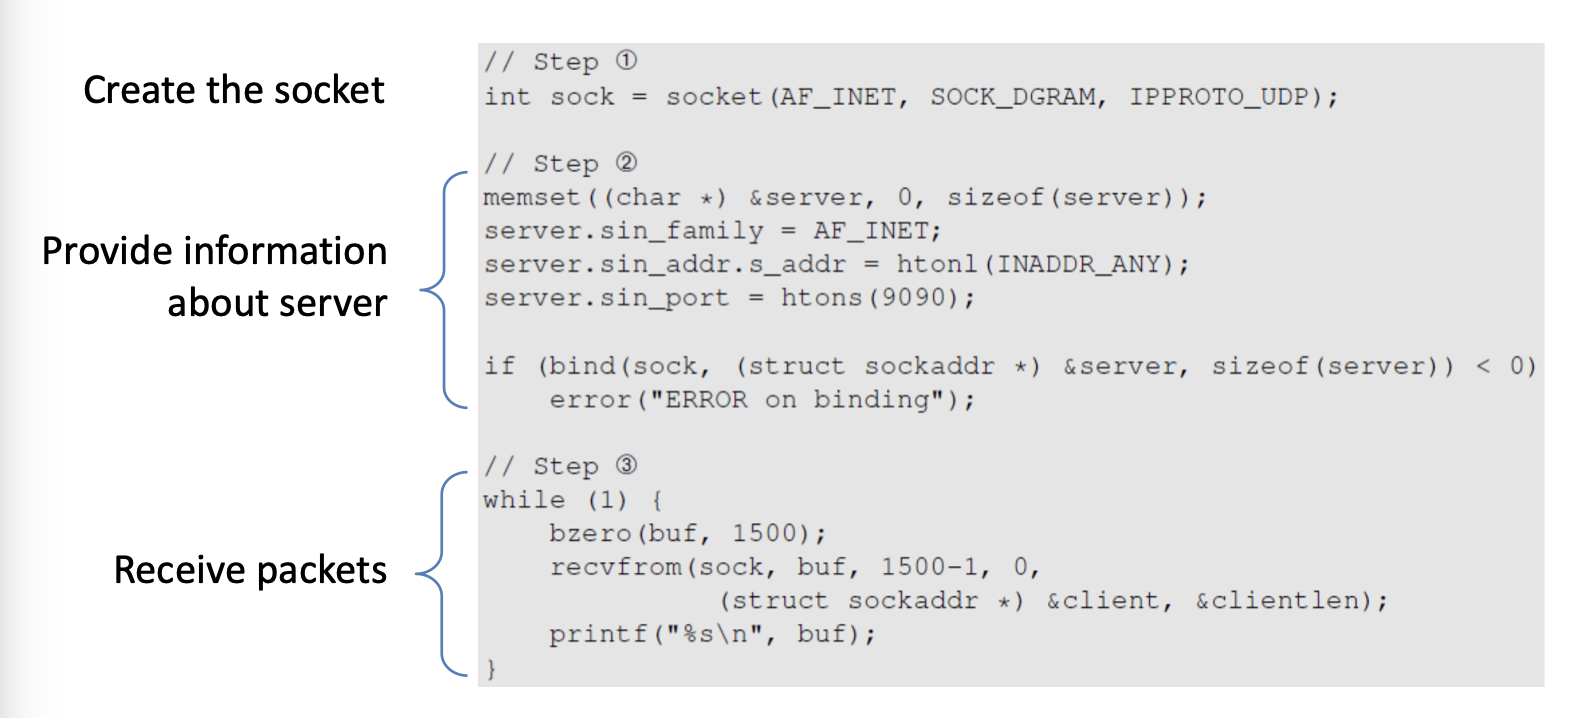 Create the socket
// Step ①
int sock = socket(AF_INET, SOCK_DGRAM, IPPROTO_UDP);
Provide information
about server
// Step ②
memset((char *) &server, 0, sizeof(server));
server.sin_family = AF_INET;
server.sin_addr.s_addr = htonl(INADDR_ANY);
server.sin_port = htons(9090);
if (bind(sock, (struct sockaddr *) &server, sizeof(server)) < 0)
error("ERROR on binding");
Receive packets
// Step ③
while (1) {
bzero(buf, 1500);
recvfrom(sock, buf, 1500-1, 0,
(struct sockaddr *) &client, &clientlen);
printf("%s\n", buf);
}